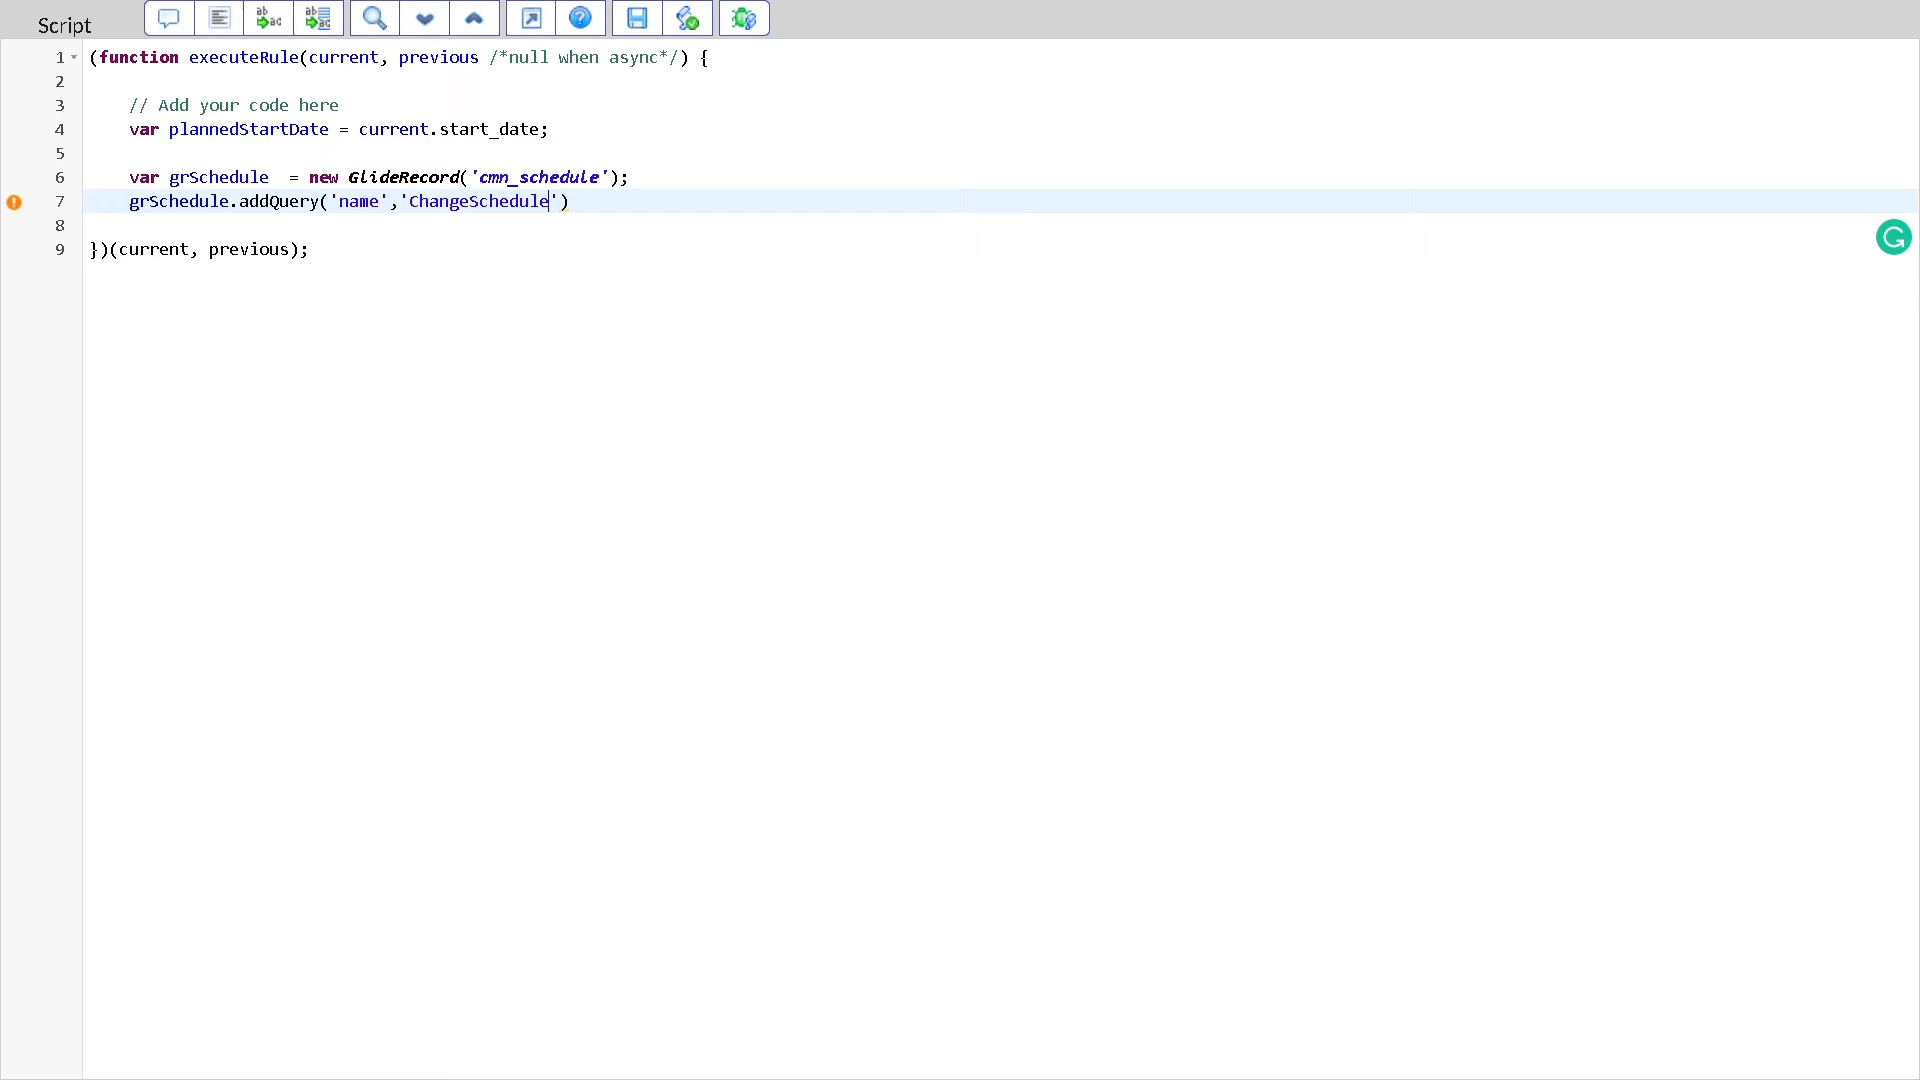 Script
1 (function executeRule(current, previous /*null when async*/) {
2
3 // Add your code here
4 var plannedStartDate = current.start_date;
5
6 var grSchedule  = new GlideRecord('cmn_schedule');
7 grSchedule.addQuery('name','ChangeSchedule')
8
9 })(current, previous);